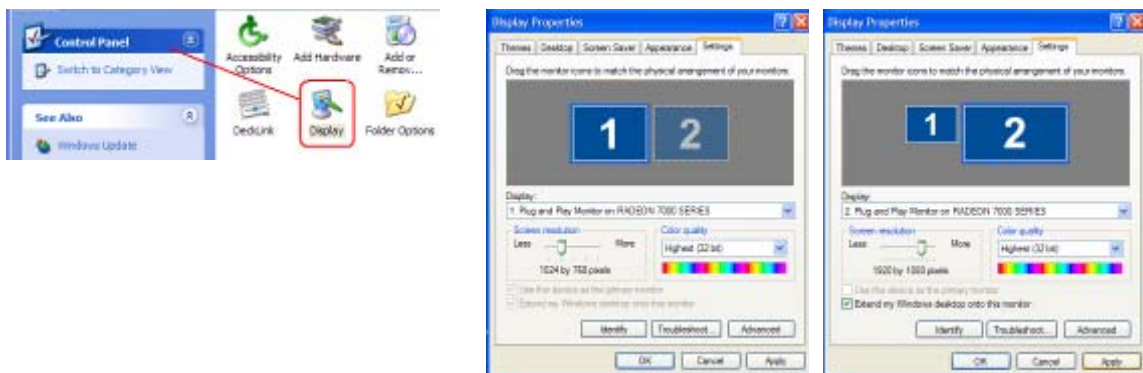 Control Panel
Switch to Category View
See Also
Windows Update
Accessibility Options
Add Hardware
Add or Remov...
DeckLink
Display
Folder Options
Display Properties
Themes Desktop Screen Saver Appearance Settings
Drag the monitor icons to match the physical arrangement of your monitors.
1 2
Display:
1. Plug and Play Monitor on RADEON 7000 SERIES
Screen resolution Color quality
Less More Highest (32 bit)
1024 by 768 pixels
Use this device as the primary monitor
Extend my Windows desktop onto this monitor
Identify Troubleshoot... Advanced
OK Cancel Apply
Display Properties
Themes Desktop Screen Saver Appearance Settings
Drag the monitor icons to match the physical arrangement of your monitors.
1 2
Display:
2. Plug and Play Monitor on RADEON 7000 SERIES
Screen resolution Color quality
Less More Highest (32 bit)
1920 by 1080 pixels
Use this device as the primary monitor
Extend my Windows desktop onto this monitor
Identify Troubleshoot... Advanced
OK Cancel Apply